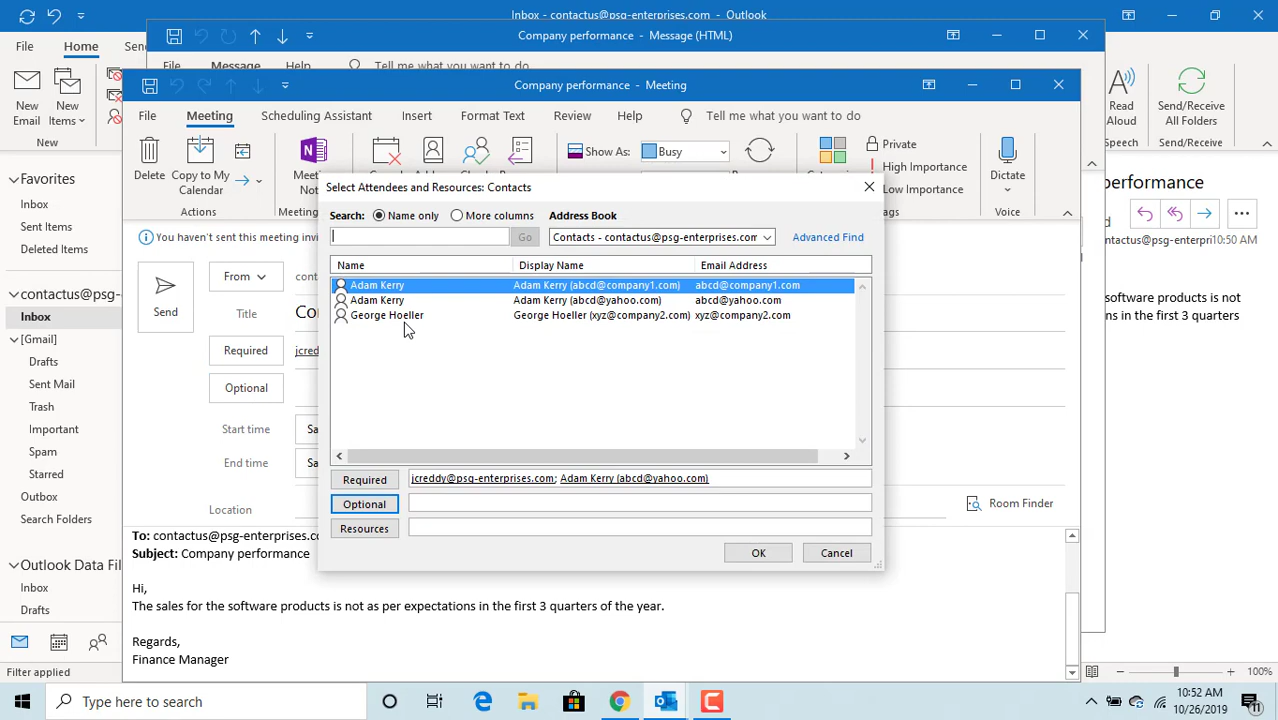 Inbox - contactus@psg-enterprises.com - Outlook
Company performance - Message (HTML)
File Home Sen
File Message Help Tell me what you want to do
Company performance - Meeting
File Meeting Scheduling Assistant Insert Format Text Review Help Tell me what you want to do
New Email
New Items
New
Delete
Copy to My Calendar
Actions
Meeting
Show As: Busy
Private
High Importance
Low Importance
ags
Dictate
Voice
Read Aloud
Speech
Send/Receive All Folders
Send/Receive
Favorites
Inbox
Sent Items
Deleted Items
contactus@psg-
Inbox
[Gmail]
Drafts
Sent Mail
Trash
Important
Spam
Starred
Outbox
Search Folders
Outlook Data Fil
Inbox
Drafts
Filter applied
You haven't sent this meeting invi
Send
From
Title Co
Required jcreddy
Optional
Start time Sa
End time Sa
Location
Room Finder
Select Attendees and Resources: Contacts
Search: Name only More columns Address Book
Go Contacts - contactus@psg-enterprises.com Advanced Find
Name Display Name Email Address
Adam Kerry Adam Kerry (abcd@company1.com) abcd@company1.com
Adam Kerry Adam Kerry (abcd@yahoo.com) abcd@yahoo.com
George Hoeller George Hoeller (xyz@company2.com) xyz@company2.com
Required jcreddy@psg-enterprises.com; Adam Kerry (abcd@yahoo.com)
Optional
Resources
OK Cancel
To: contactus@psg-enterprises.co
Subject: Company performance
Hi,
The sales for the software products is not as per expectations in the first 3 quarters of the year.
Regards,
Finance Manager
performance
@psg-enterpris 10:50 AM
software products is not
ns in the first 3 quarters
100%
Type here to search
10:52 AM
10/26/2019
11